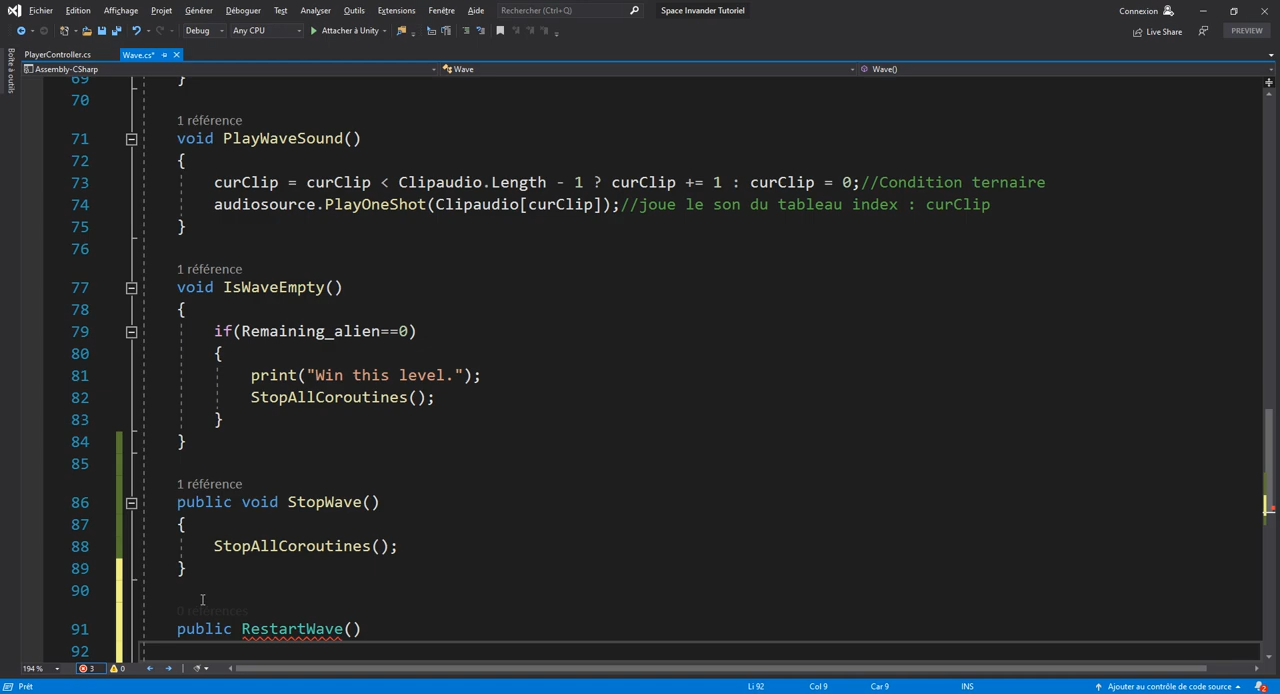 Fichier Edition Affichage Projet Générer Déboguer Test Analyser Outils Extensions Fenêtre Aide Rechercher (Ctrl+Q) Space Invander Tutoriel Connexion
Debug Any CPU Attacher à Unity Live Share PREVIEW
Boîte à outils
PlayerController.cs Wave.cs*
Assembly-CSharp Wave Wave()
69 }
70
1 référence
71 void PlayWaveSound()
72 {
73 curClip = curClip < Clipaudio.Length - 1 ? curClip += 1 : curClip = 0;//Condition ternaire
74 audiosource.PlayOneShot(Clipaudio[curClip]);//joue le son du tableau index : curClip
75 }
76
1 référence
77 void IsWaveEmpty()
78 {
79 if(Remaining_alien==0)
80 {
81 print("Win this level.");
82 StopAllCoroutines();
83 }
84 }
85
1 référence
86 public void StopWave()
87 {
88 StopAllCoroutines();
89 }
90
0 références
91 public RestartWave()
92
194 % 3 0
Prêt Li 92 Col 9 Car 9 INS Ajouter au contrôle de code source 2